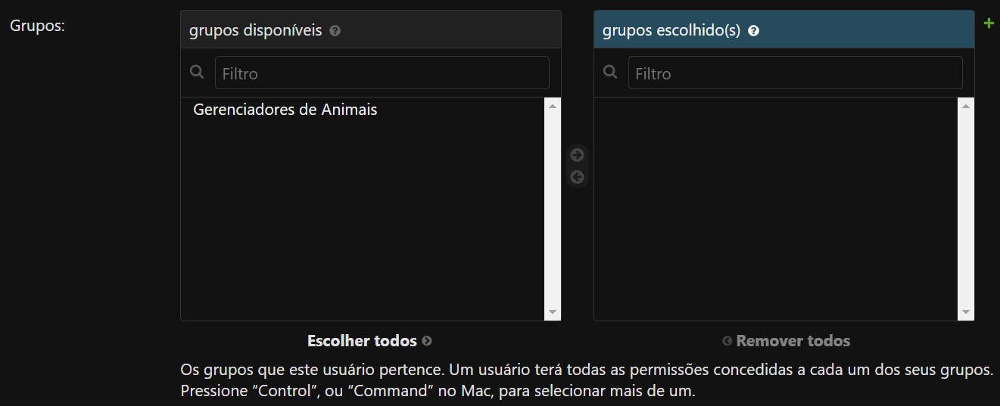 Grupos:
grupos disponíveis
grupos escolhido(s)
Filtro
Filtro
Gerenciadores de Animais
Escolher todos
Remover todos
Os grupos que este usuário pertence. Um usuário terá todas as permissões concedidas a cada um dos seus grupos.
Pressione “Control”, ou “Command” no Mac, para selecionar mais de um.